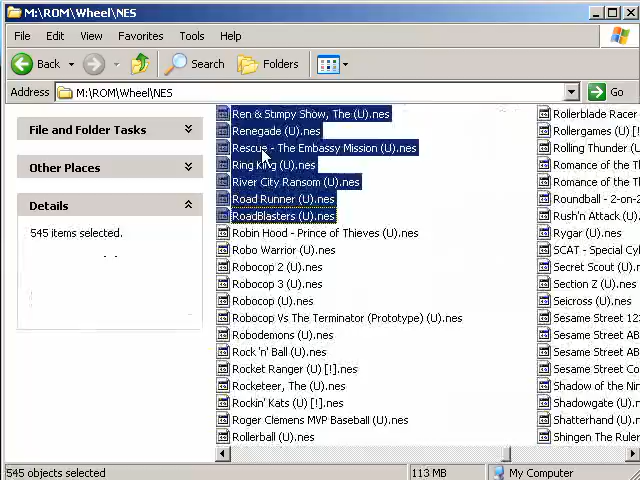 M:\ROM\Wheel\NES
File Edit View Favorites Tools Help
Back Search Folders
Address M:\ROM\Wheel\NES Go
File and Folder Tasks
Other Places
Details
545 items selected.
Ren & Stimpy Show, The (U).nes
Renegade (U).nes
Rescue - The Embassy Mission (U).nes
Ring King (U).nes
River City Ransom (U).nes
Road Runner (U).nes
RoadBlasters (U).nes
Robin Hood - Prince of Thieves (U).nes
Robo Warrior (U).nes
Robocop 2 (U).nes
Robocop 3 (U).nes
Robocop (U).nes
Robocop Vs The Terminator (Prototype) (U).nes
Robodemons (U).nes
Rock 'n' Ball (U).nes
Rocket Ranger (U) [!].nes
Rocketeer, The (U).nes
Rockin' Kats (U) [!].nes
Roger Clemens MVP Baseball (U).nes
Rollerball (U).nes
Rollerblade Racer
Rollergames (U) [!]
Rolling Thunder (U)
Romance of the
Romance of the T
Roundball - 2-on-2
Rush'n Attack (U)
Rygar (U).nes
SCAT - Special Cy
Secret Scout (U).n
Section Z (U).nes
Seicross (U).nes
Sesame Street 123
Sesame Street AB
Sesame Street AB
Sesame Street Co
Shadow of the Nin
Shadowgate (U).n
Shatterhand (U).n
Shingen The Ruler
545 objects selected 113 MB My Computer